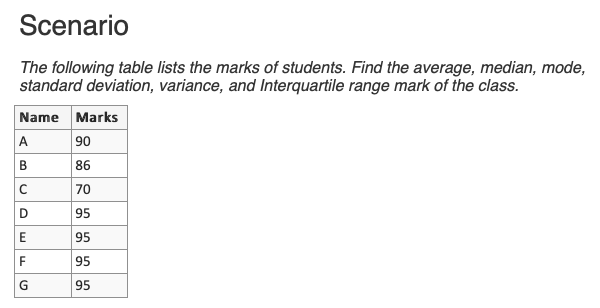 Scenario
The following table lists the marks of students. Find the average, median, mode,
standard deviation, variance, and Interquartile range mark of the class.
Name Marks
A 90
B 86
C 70
D 95
E 95
F 95
G 95